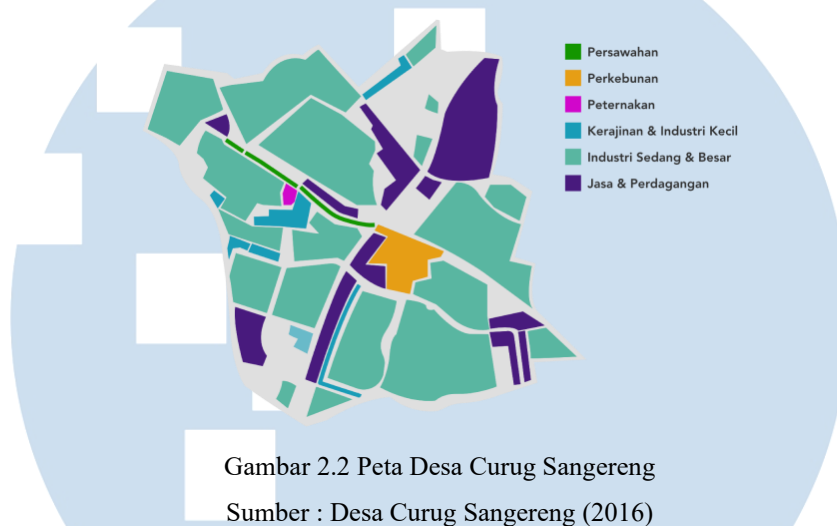 Persawahan
Perkebunan
Peternakan
Kerajinan & Industri Kecil
Industri Sedang & Besar
Jasa & Perdagangan
Gambar 2.2 Peta Desa Curug Sangereng
Sumber : Desa Curug Sangereng (2016)